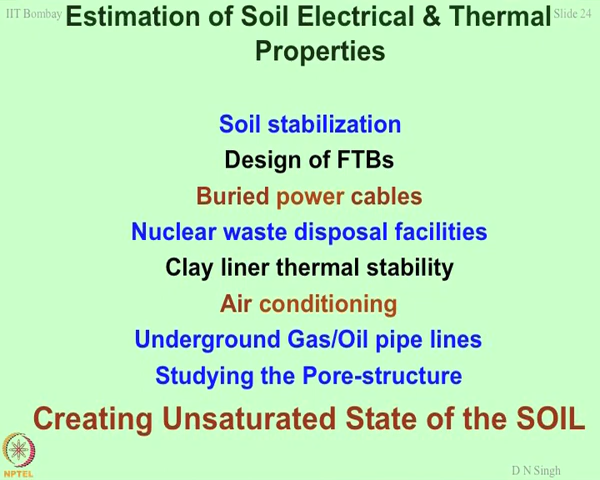 IIT Bombay
Slide 24
Estimation of Soil Electrical & Thermal
Properties
Soil stabilization
Design of FTBs
Buried power cables
Nuclear waste disposal facilities
Clay liner thermal stability
Air conditioning
Underground Gas/Oil pipe lines
Studying the Pore-structure
Creating Unsaturated State of the SOIL
NPTEL
D N Singh